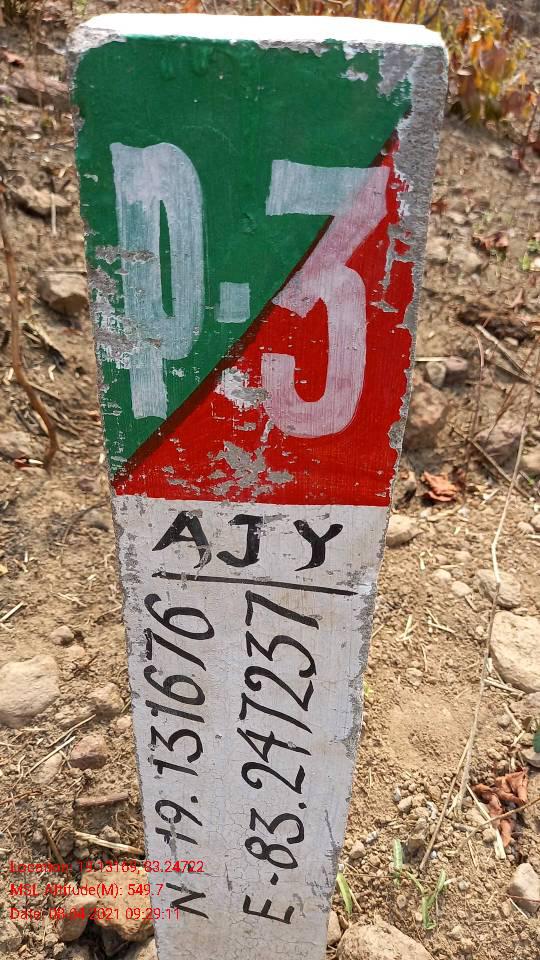 P-3
AJY
N-19.131676
E-83.247237
Location: 19.13169, 83.24722
MSL Altitude(M): 549.7
Date: 08-04-2021 09:29:11